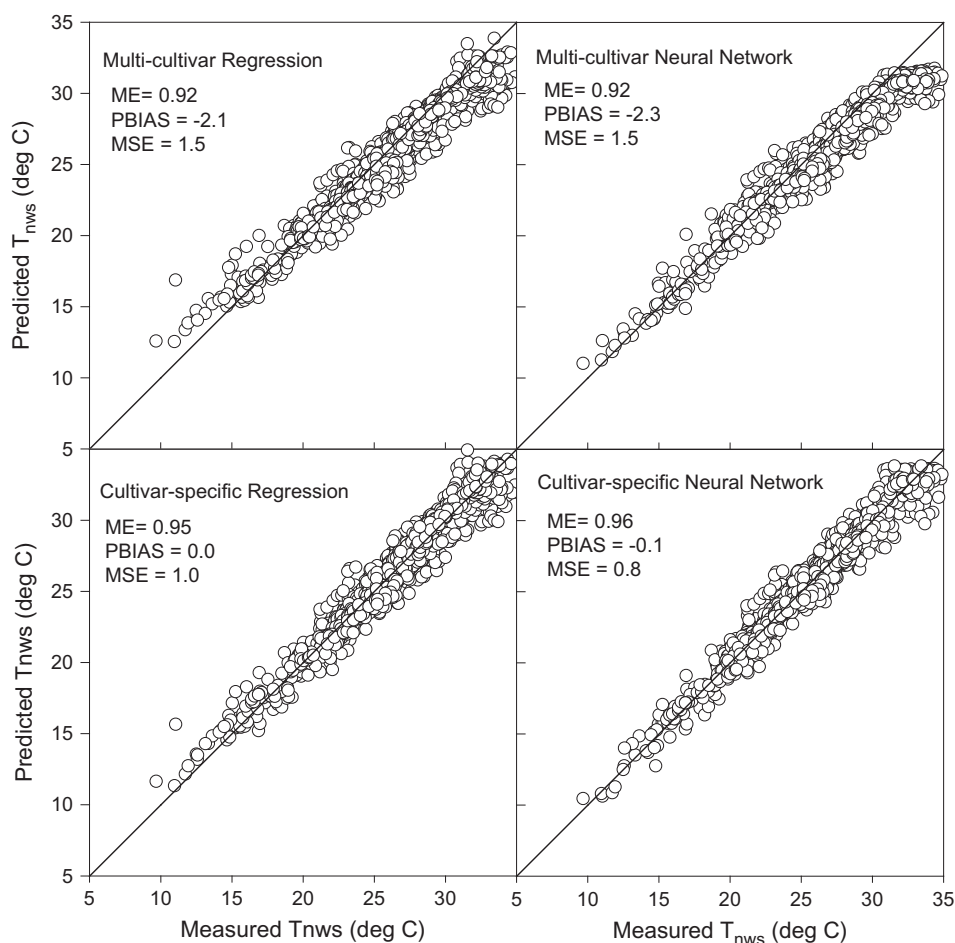 35
Multi-cultivar Regression
ME= 0.92
PBIAS = -2.1
MSE = 1.5
30
25
20
15
10
5
Predicted T_nws (deg C)
Multi-cultivar Neural Network
ME= 0.92
PBIAS = -2.3
MSE = 1.5
Cultivar-specific Regression
ME= 0.95
PBIAS = 0.0
MSE = 1.0
30
25
20
15
10
5
Predicted Tnws (deg C)
5 10 15 20 25 30
Measured Tnws (deg C)
Cultivar-specific Neural Network
ME= 0.96
PBIAS = -0.1
MSE = 0.8
5 10 15 20 25 30 35
Measured T_nws (deg C)